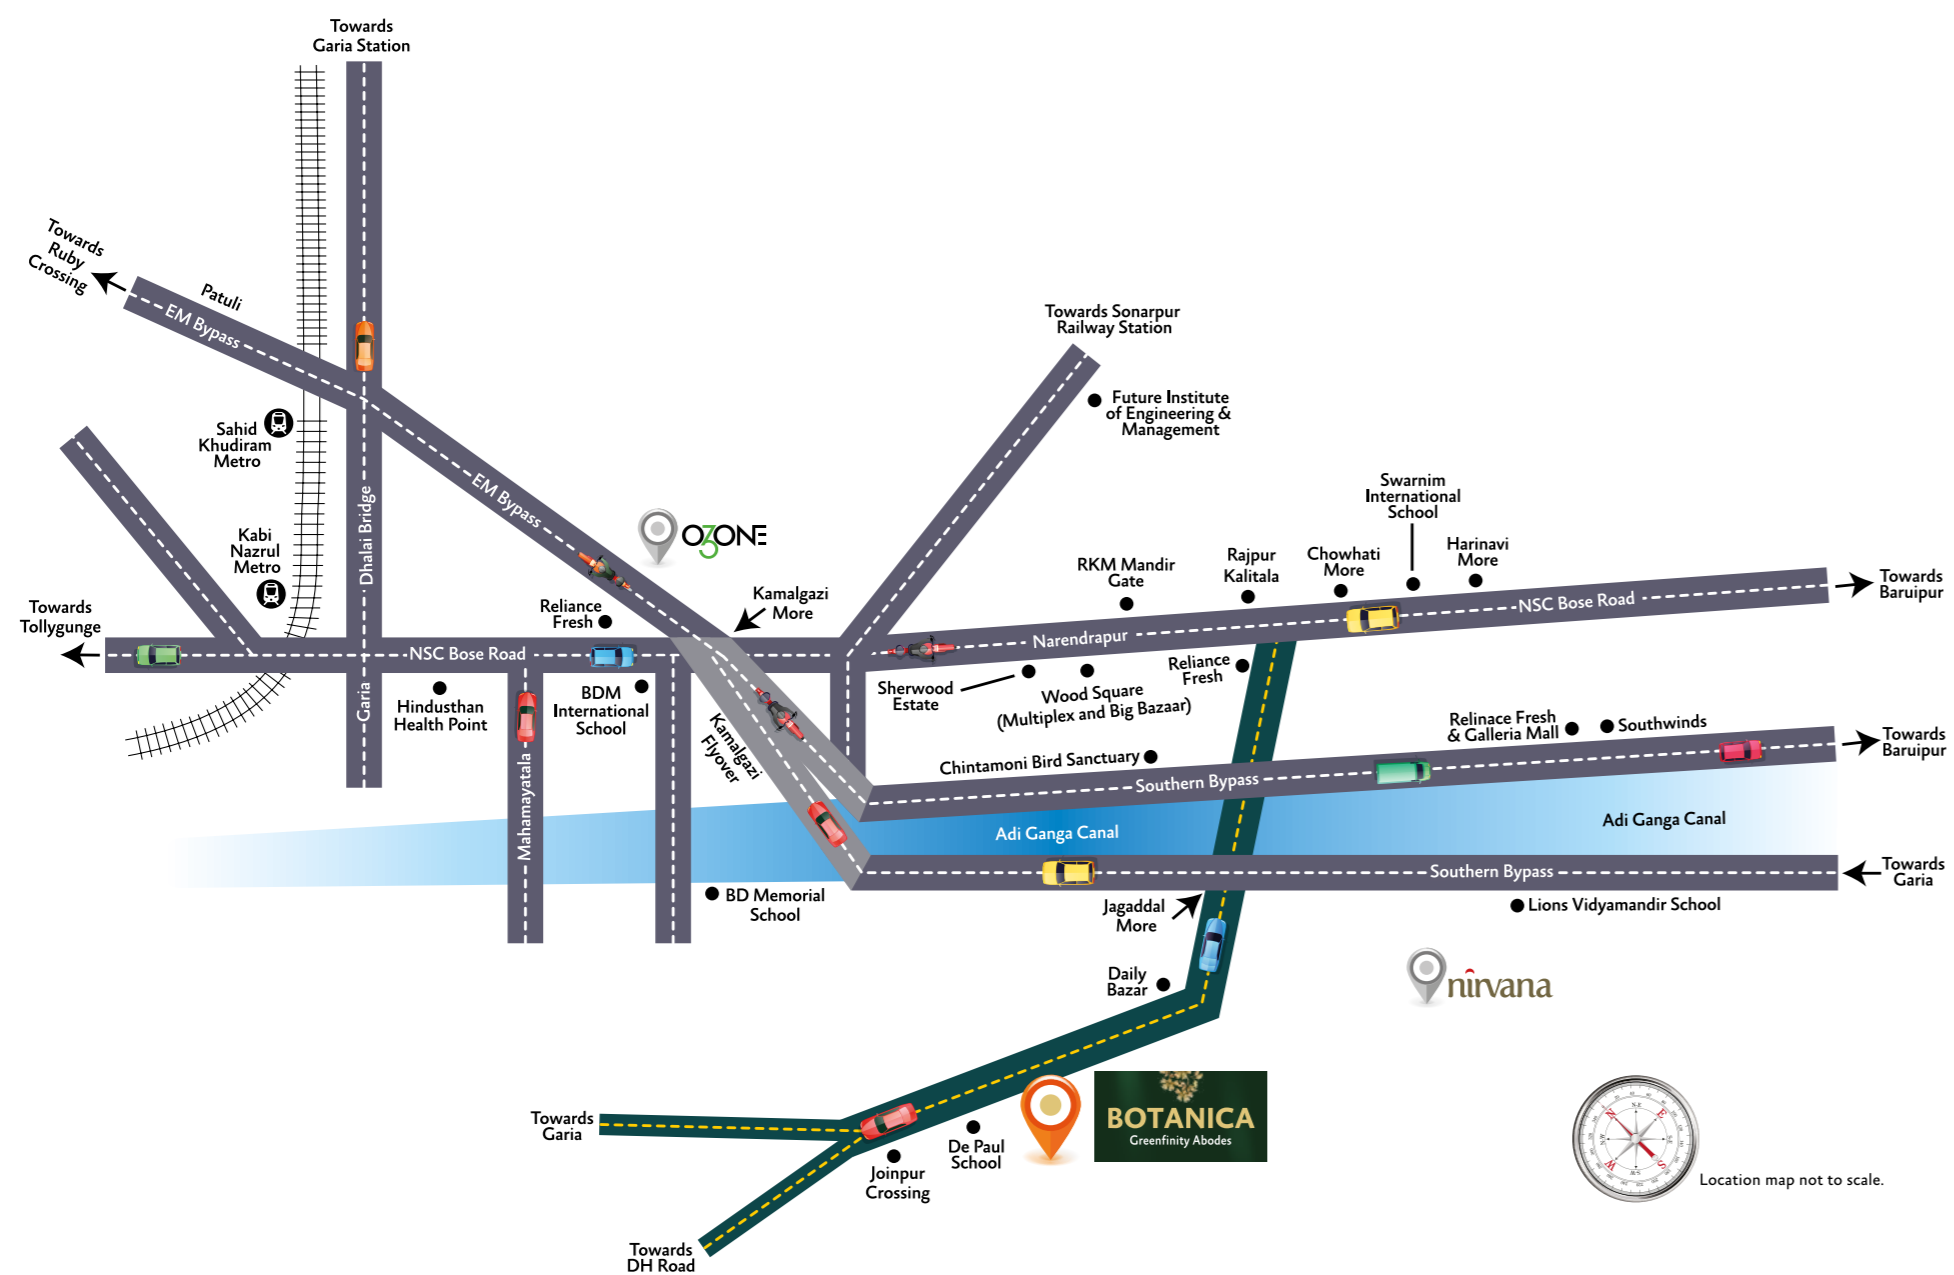 Towards
Garia Station
Towards
Ruby
Crossing
Patuli
EM Bypass
Sahid
Khudiram
Metro
Kabi
Nazrul
Metro
Dhalai Bridge
EM Bypass
O3ONE
Towards Sonarpur
Railway Station
Future Institute
of Engineering &
Management
Swarnim
International
School
Harinavi
More
Chowhati
More
Rajpur
Kalitala
RKM Mandir
Gate
Kamalgazi
More
Reliance
Fresh
Towards
Tollygunge
NSC Bose Road
Narendrapur
NSC Bose Road
Towards
Baruipur
Garia
Hindusthan
Health Point
BDM
International
School
Kamalgazi
Flyover
Sherwood
Estate
Wood Square
(Multiplex and Big Bazaar)
Reliance
Fresh
Relinace Fresh
& Galleria Mall
Southwinds
Towards
Baruipur
Chintamoni Bird Sanctuary
Southern Bypass
Mahamayatala
Adi Ganga Canal
Adi Ganga Canal
Southern Bypass
Towards
Garia
BD Memorial
School
Jagaddal
More
Lions Vidyamandir School
Daily
Bazar
nirvana
Towards
Garia
De Paul
School
Joinpur
Crossing
BOTANICA
Greenfinity Abodes
Towards
DH Road
N
N-E
E
S-E
S
S-W
W
N-W
Location map not to scale.